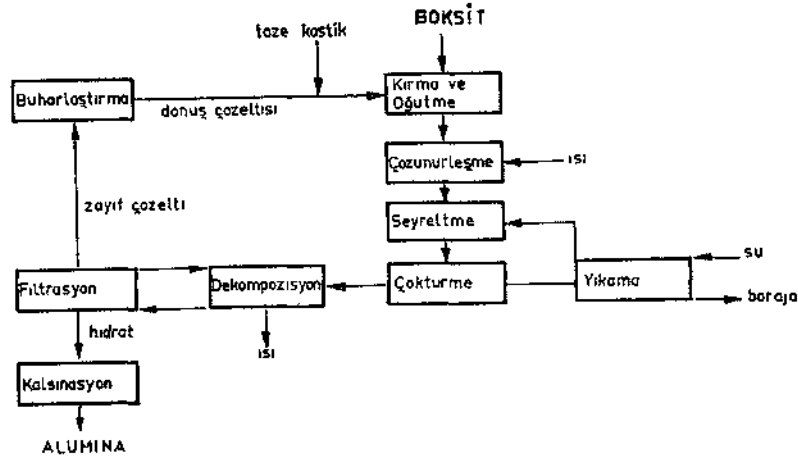 BOKSİT
taze kostik
Buharlaştırma
dönüş çözeltisi
Kırma ve
Öğütme
Çözünürleşme
ısı
zayıf çözelti
Seyreltme
su
Filtrasyon
Dekompozisyon
Çökturme
Yıkama
baraja
hidrat
ısı
Kalsinasyon
ALUMINA